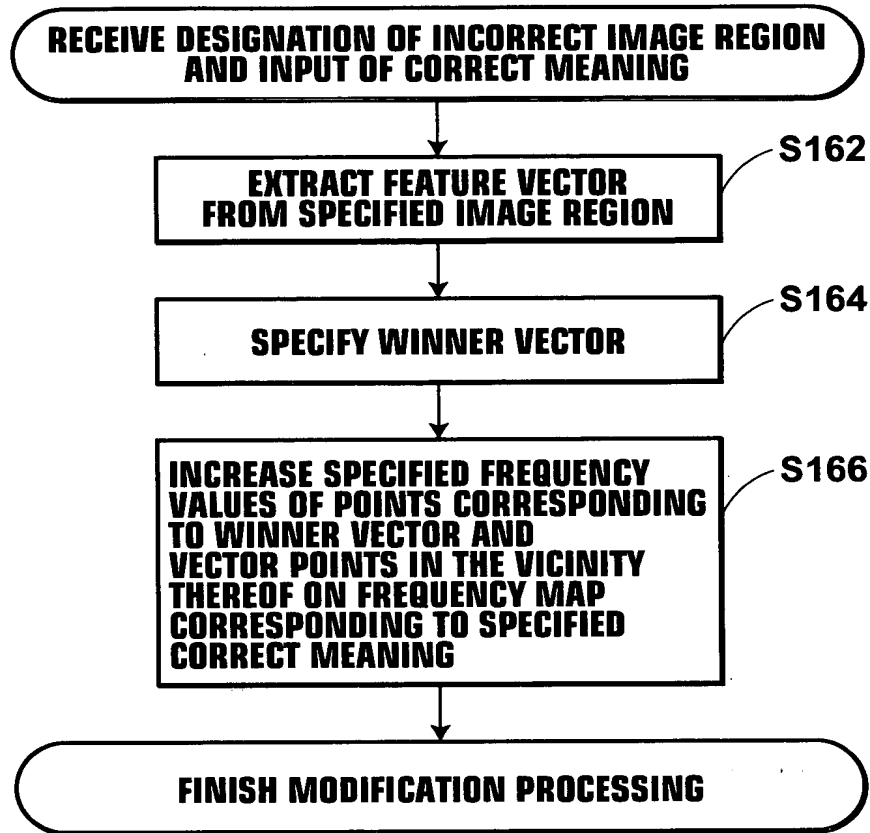 RECEIVE DESIGNATION OF INCORRECT IMAGE REGION
AND INPUT OF CORRECT MEANING
S162
EXTRACT FEATURE VECTOR
FROM SPECIFIED IMAGE REGION
S164
SPECIFY WINNER VECTOR
S166
INCREASE SPECIFIED FREQUENCY
VALUES OF POINTS CORRESPONDING
TO WINNER VECTOR AND
VECTOR POINTS IN THE VICINITY
THEREOF ON FREQUENCY MAP
CORRESPONDING TO SPECIFIED
CORRECT MEANING
FINISH MODIFICATION PROCESSING